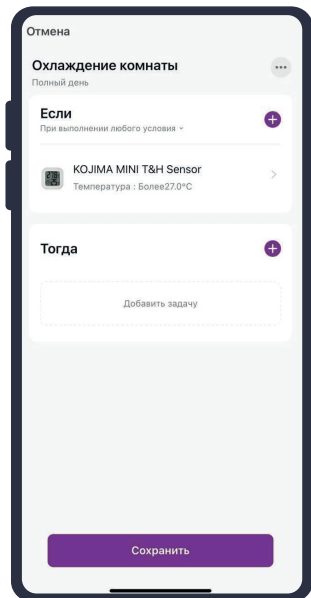 Отмена
Охлаждение комнаты
Полный день
Если
При выполнении любого условия
KOJIMA MINI T&H Sensor
Температура : Более27.0°C
Тогда
Добавить задачу
Сохранить